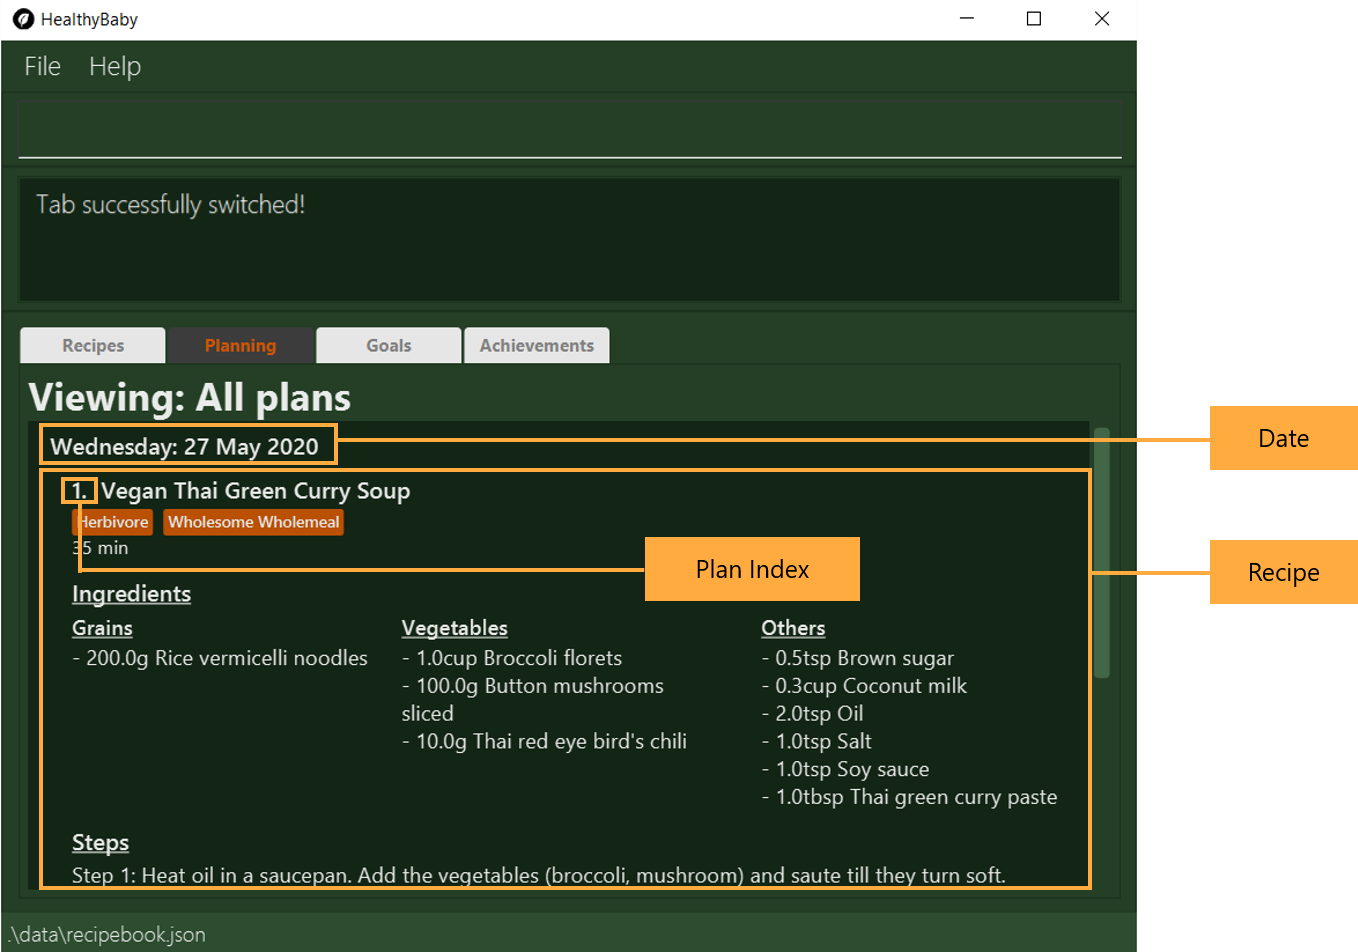 HealthyBaby
File Help
Tab successfully switched!
Recipes Planning Goals Achievements
Viewing: All plans
Wednesday: 27 May 2020
Date
1. Vegan Thai Green Curry Soup
Herbivore Wholesome Wholemeal
35 min
Plan Index
Recipe
Ingredients
Grains
- 200.0g Rice vermicelli noodles
Vegetables
- 1.0cup Broccoli florets
- 100.0g Button mushrooms
sliced
- 10.0g Thai red eye bird's chili
Others
- 0.5tsp Brown sugar
- 0.3cup Coconut milk
- 2.0tsp Oil
- 1.0tsp Salt
- 1.0tsp Soy sauce
- 1.0tbsp Thai green curry paste
Steps
Step 1: Heat oil in a saucepan. Add the vegetables (broccoli, mushroom) and saute till they turn soft.
.\data\recipebook.json